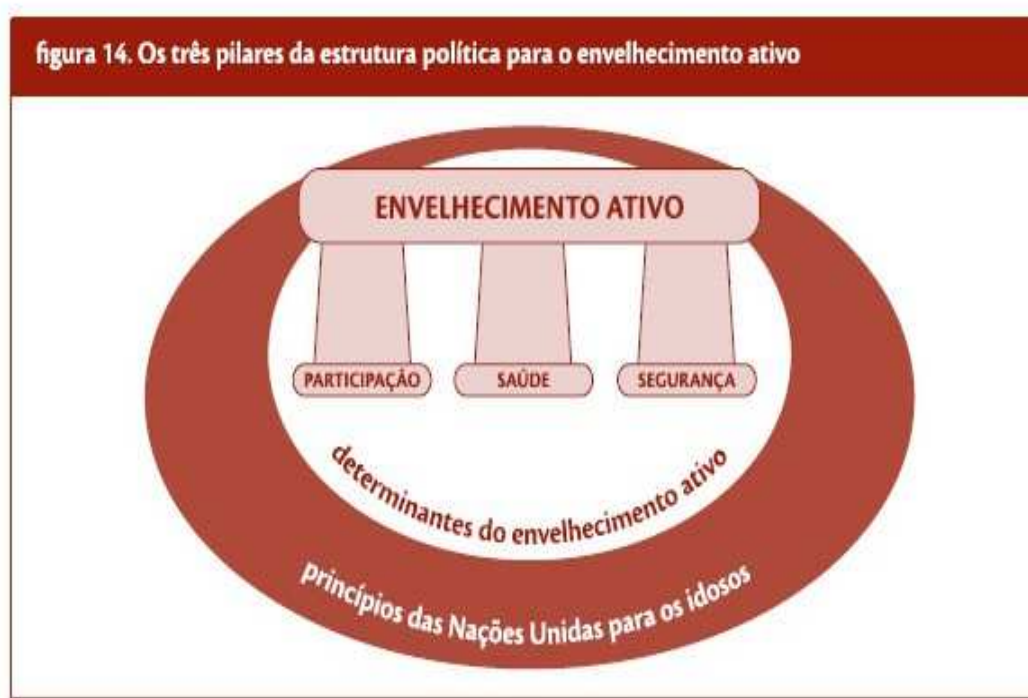 figura 14. Os três pilares da estrutura política para o envelhecimento ativo
ENVELHECIMENTO ATIVO
PARTICIPAÇÃO
SAÚDE
SEGURANÇA
determinantes do envelhecimento ativo
princípios das Nações Unidas para os idosos